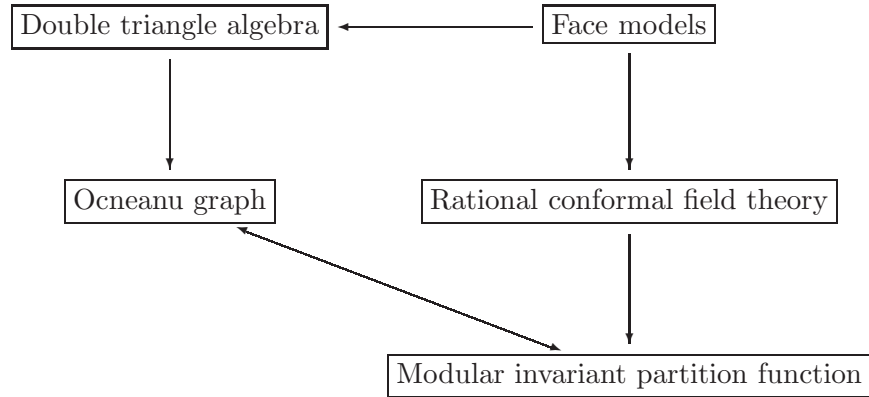 Double triangle algebra
Face models
Ocneanu graph
Rational conformal field theory
Modular invariant partition function